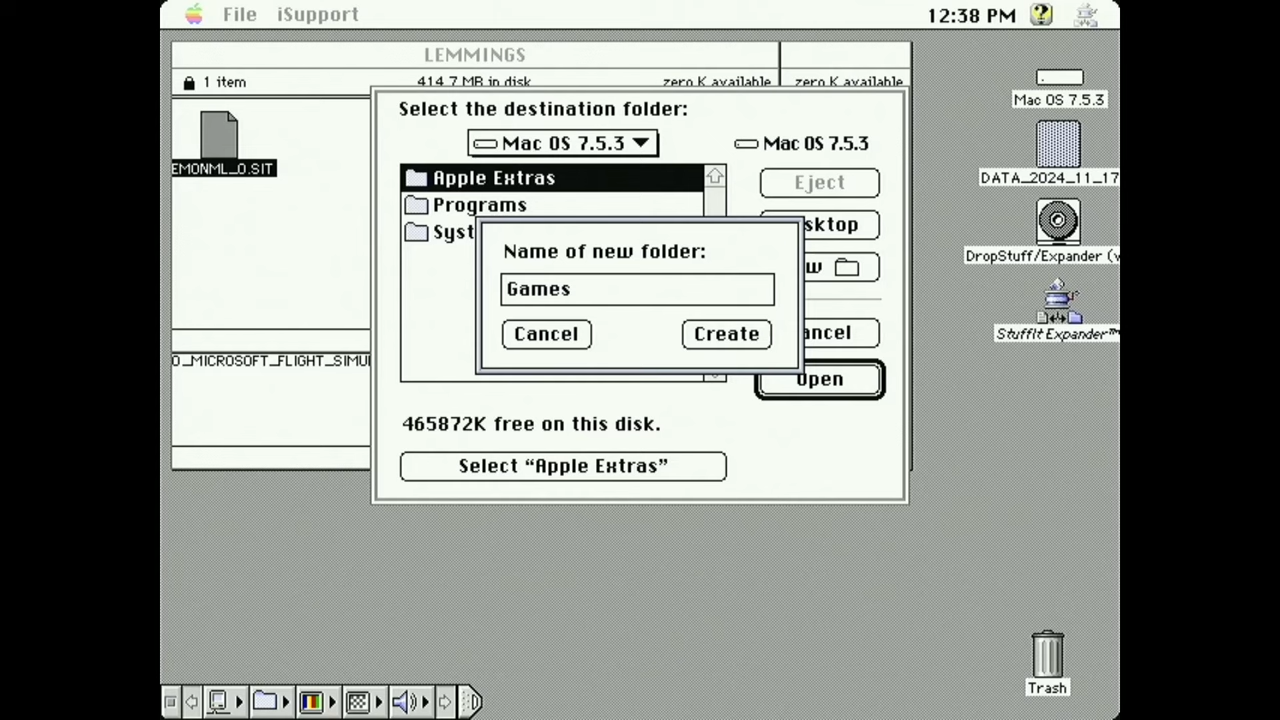 File iSupport 12:38 PM
LEMMINGS
1 item 414.7 MB in disk zero K available zero K available
EMONML_O.SIT
O_MICROSOFT_FLIGHT_SIMU
Select the destination folder:
Mac OS 7.5.3
Mac OS 7.5.3
Apple Extras
Programs
Syst
Eject
sktop
w
ancel
Open
Name of new folder:
Games
Cancel Create
465872K free on this disk.
Select “Apple Extras”
Mac OS 7.5.3
DATA_2024_11_17
DropStuff/Expander (v
StuffIt Expander™
Trash